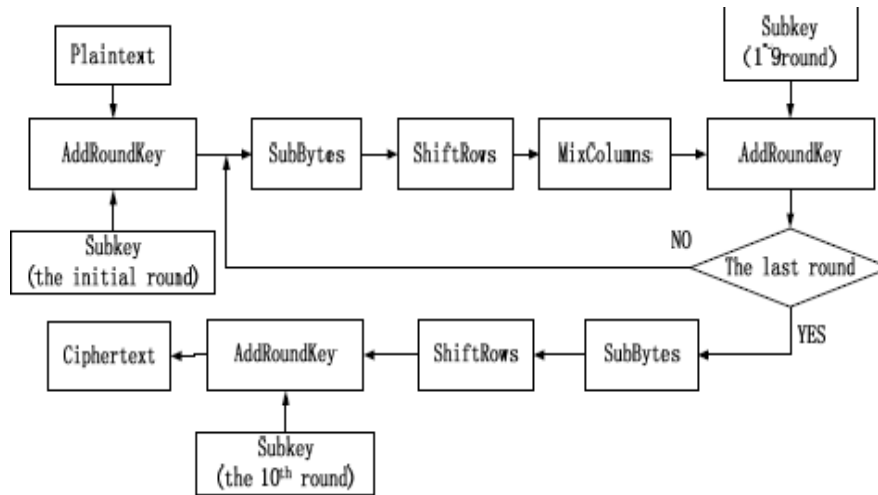 Plaintext
Subkey
(1~9round)
AddRoundKey
SubBytes
ShiftRows
MixColumns
AddRoundKey
Subkey
(the initial round)
NO
The last round
YES
Ciphertext
AddRoundKey
ShiftRows
SubBytes
Subkey
(the 10th round)